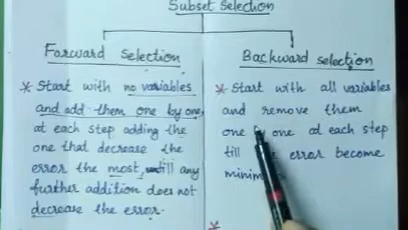 Subset Selection
Forward Selection
* Start with no variables
and add them one by one,
at each step adding the
one that decrease the
error the most, till any
further addition does not
decrease the error.
Backward selection
* Start with all variables
and remove them
one one at each step
till error become
*